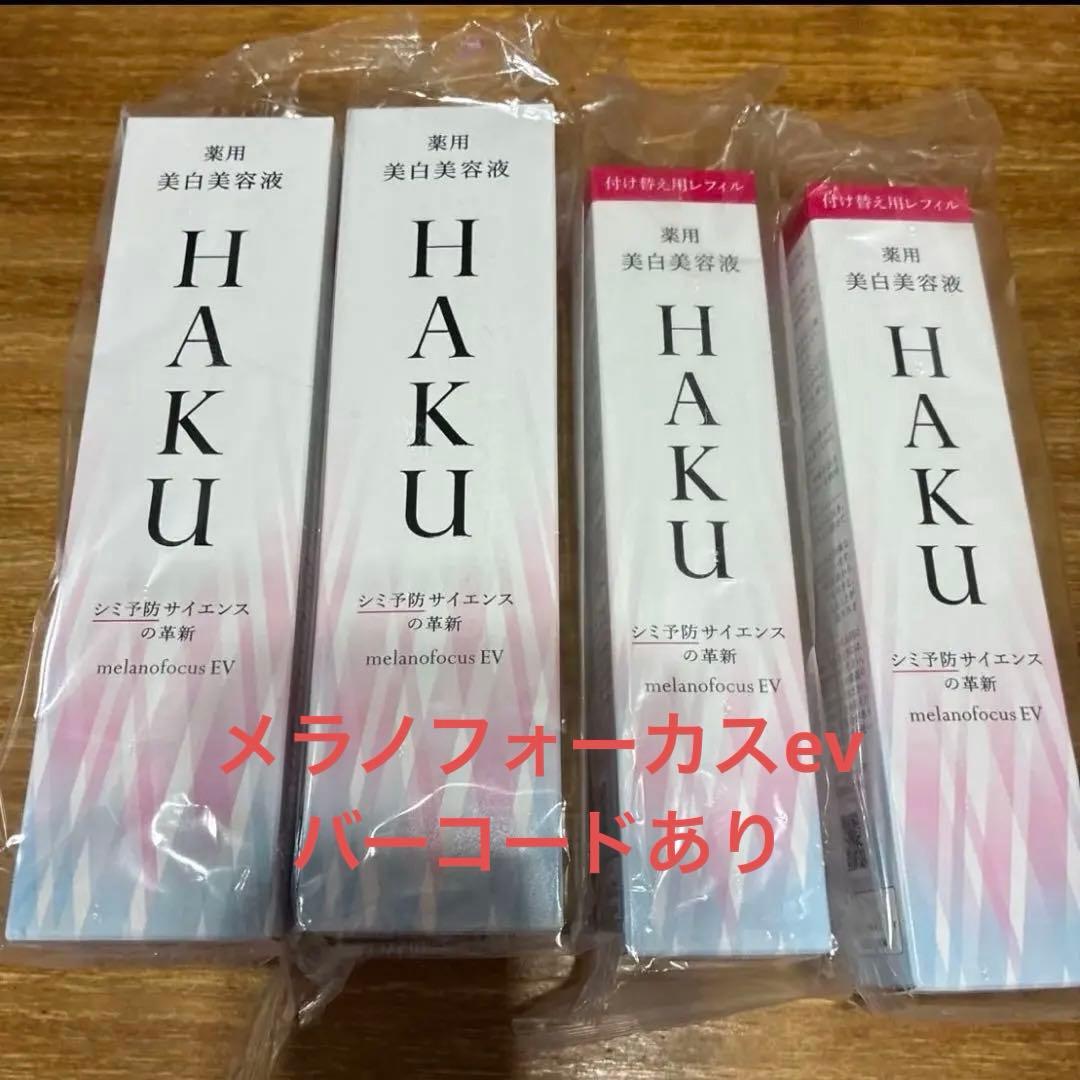 薬用
美白美容液
HAKU
シミ予防サイエンス
の革新
melanofocus EV
薬用
美白美容液
HAKU
シミ予防サイエンス
の革新
melanofocus EV
付け替え用レフィル
薬用
美白美容液
HAKU
シミ予防サイエンス
の革新
melanofocus EV
付け替え用レフィル
薬用
美白美容液
HAKU
シミ予防サイエンス
の革新
melanofocus EV
メラノフォーカスev
バーコードあり